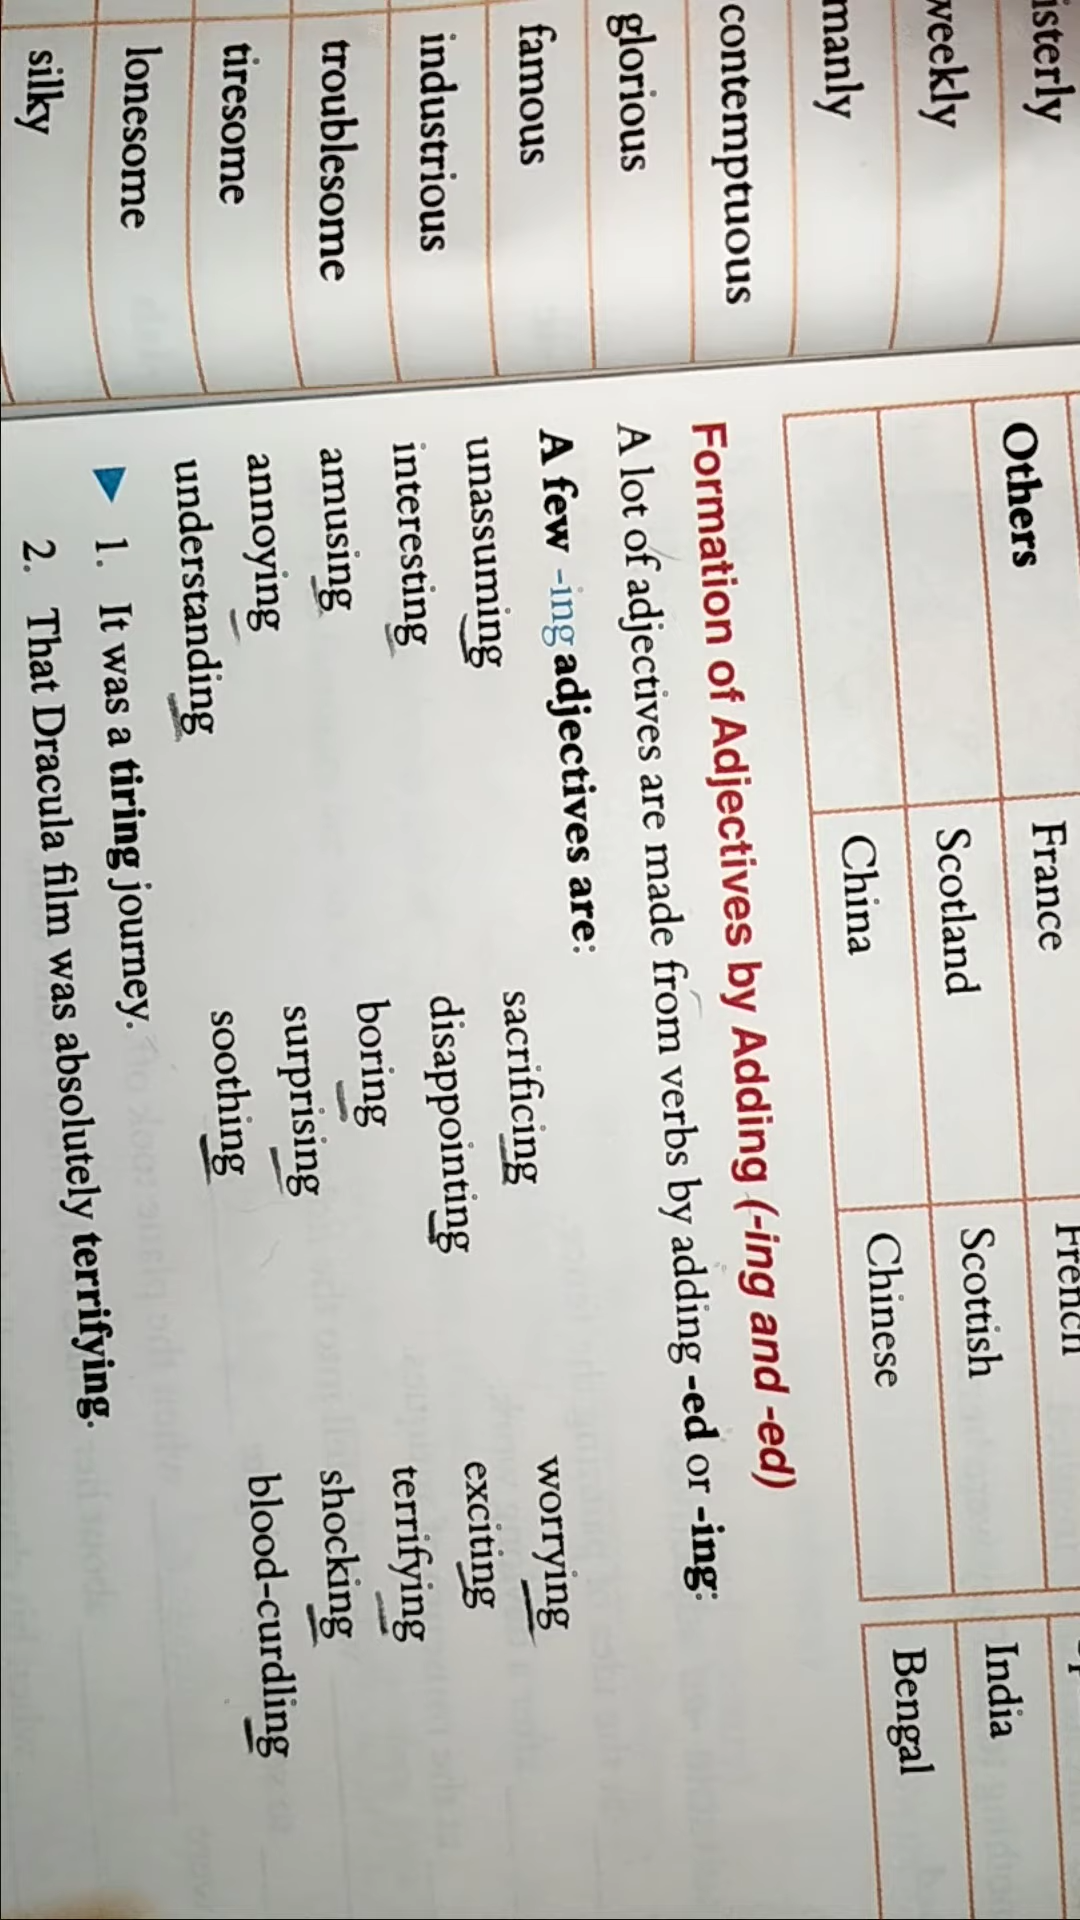 manly
contemptuous
glorious
famous
industrious
troublesome
tiresome
lonesome
silky
Others France
Scotland Scottish India
China Chinese Bengal
Formation of Adjectives by Adding (-ing and -ed)
A lot of adjectives are made from verbs by adding -ed or -ing:
A few -ing adjectives are:
unassuming sacrificing worrying
interesting disappointing exciting
amusing boring terrifying
annoying surprising shocking
understanding soothing blood-curdling
1. It was a tiring journey.
2. That Dracula film was absolutely terrifying.